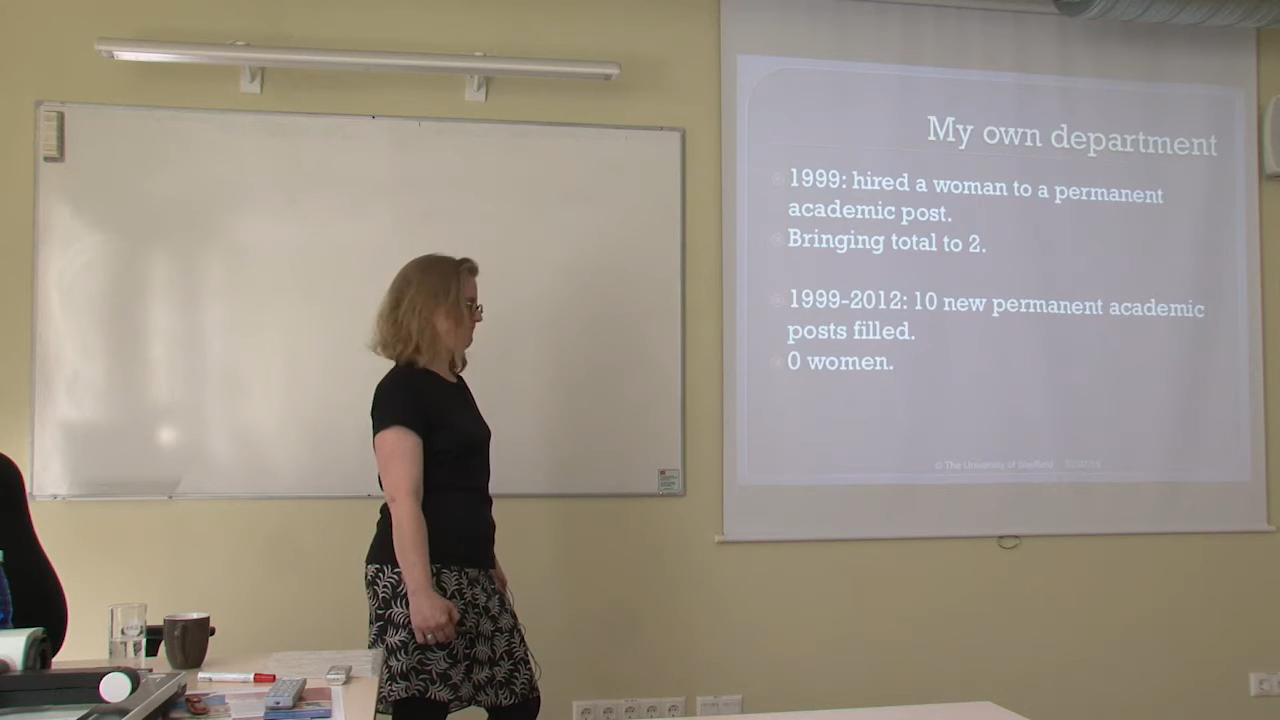 My own department
1999: hired a woman to a permanent
academic post.
Bringing total to 2.
1999-2012: 10 new permanent academic
posts filled.
0 women.
© The University of Sheffield